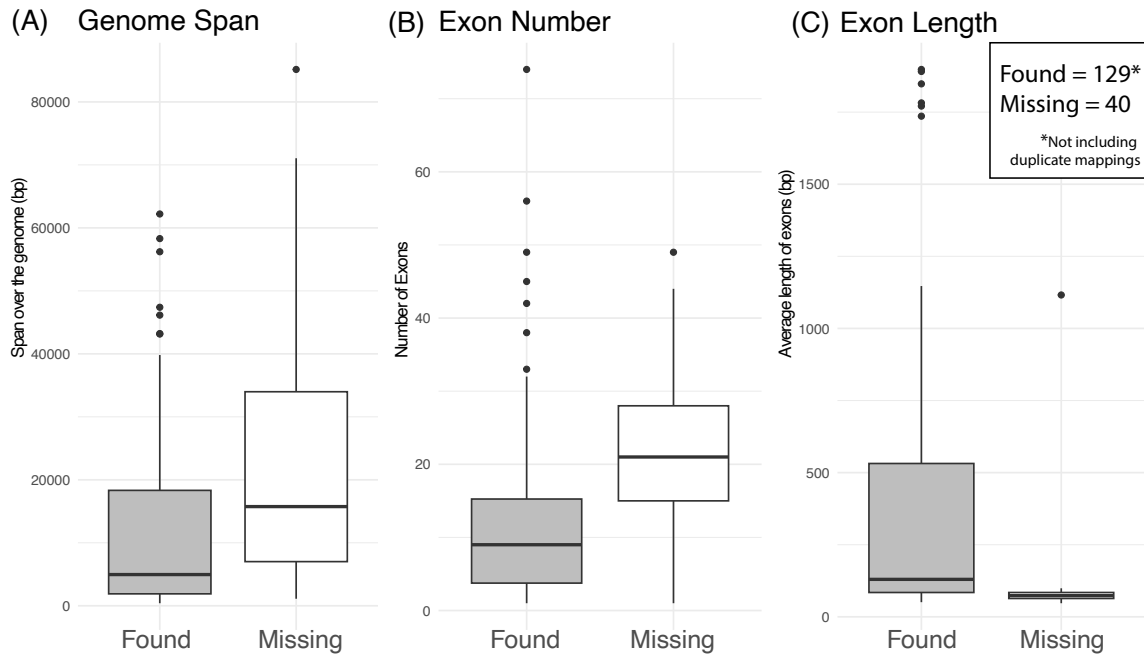 (A) Genome Span
Span over the genome (bp)
80000
60000
40000
20000
0
Found Missing
(B) Exon Number
Number of Exons
60
40
20
0
Found Missing
(C) Exon Length
Average length of exons (bp)
1500
1000
500
0
Found Missing
Found = 129*
Missing = 40
*Not including
duplicate mappings